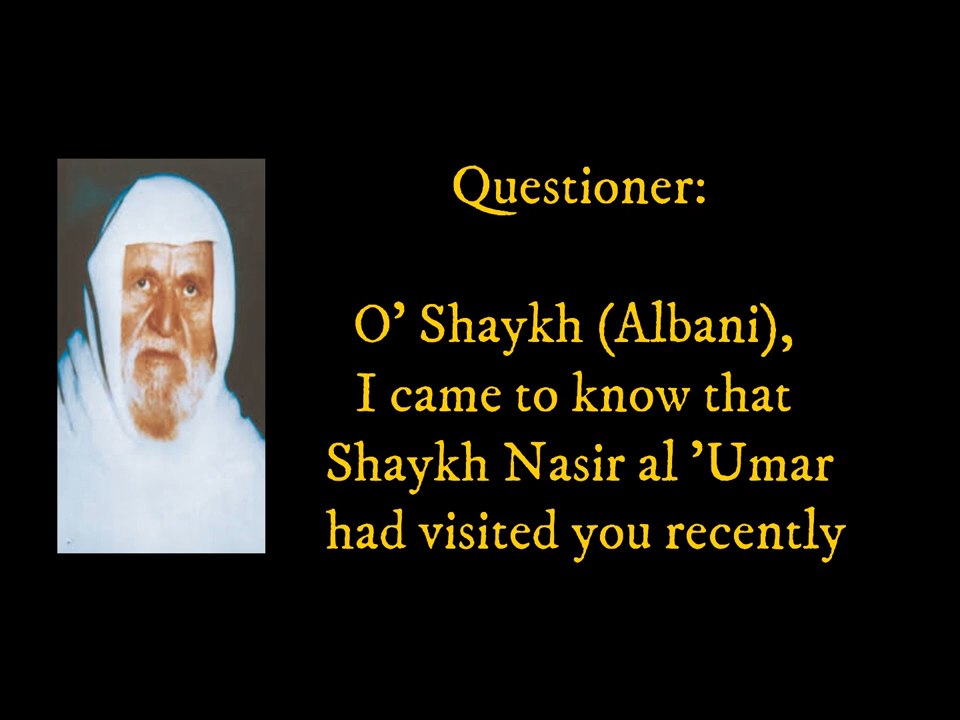 Questioner:
O’ Shaykh (Albani),
I came to know that
Shaykh Nasir al ’Umar
had visited you recently